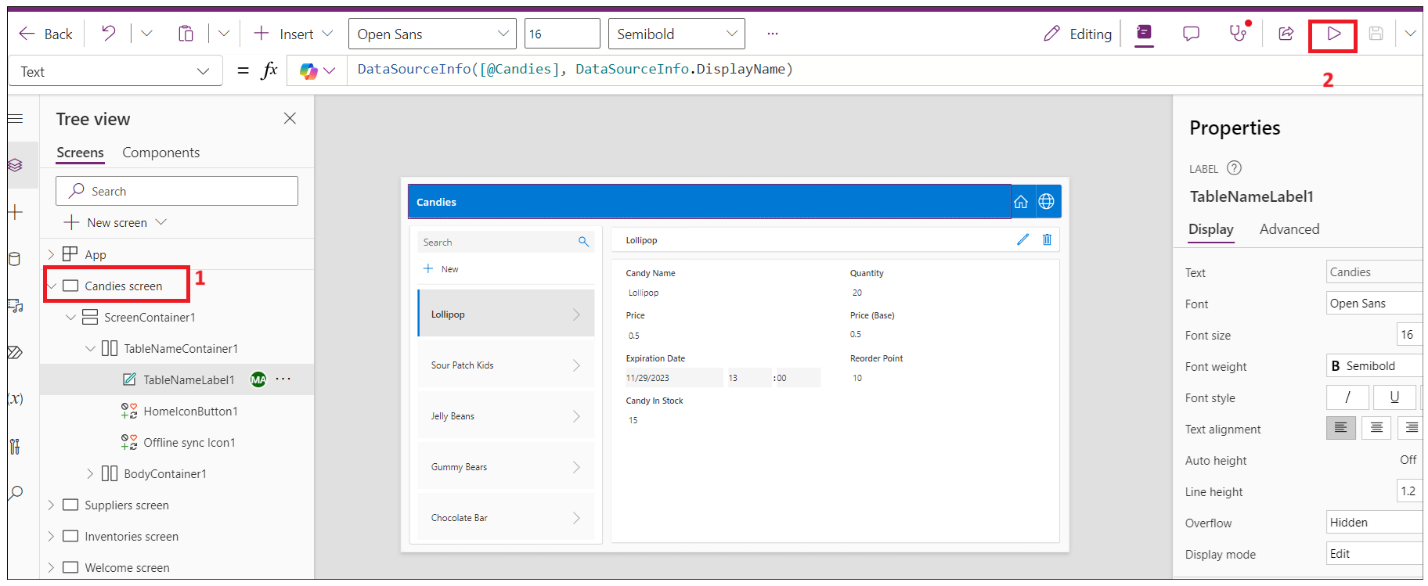 Back
Insert
Open Sans
16
Semibold
...
Editing
Text
= fx
DataSourceInfo([@Candies], DataSourceInfo.DisplayName)
2
Tree view
Screens Components
Search
New screen
App
Candies screen
1
ScreenContainer1
TableNameContainer1
TableNameLabel1 MA ...
HomeIconButton1
Offline sync Icon1
BodyContainer1
Suppliers screen
Inventories screen
Welcome screen
Candies
Search
New
Lollipop
Sour Patch Kids
Jelly Beans
Gummy Bears
Chocolate Bar
Lollipop
Candy Name Quantity
Lollipop 20
Price Price (Base)
0.5 0.5
Expiration Date Reorder Point
11/29/2023 13 :00 10
Candy In Stock
15
Properties
LABEL ?
TableNameLabel1
Display Advanced
Text Candies
Font Open Sans
Font size 16
Font weight B Semibold
Font style / U
Text alignment
Auto height Off
Line height 1.2
Overflow Hidden
Display mode Edit
(x)